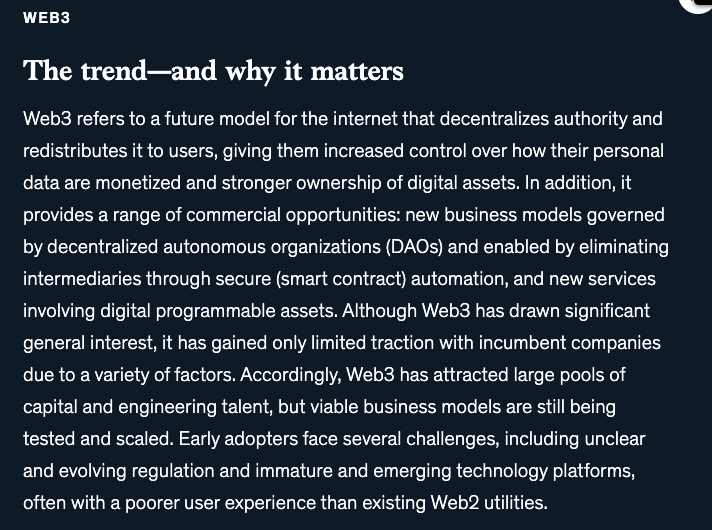 WEB3
The trend—and why it matters
Web3 refers to a future model for the internet that decentralizes authority and
redistributes it to users, giving them increased control over how their personal
data are monetized and stronger ownership of digital assets. In addition, it
provides a range of commercial opportunities: new business models governed
by decentralized autonomous organizations (DAOs) and enabled by eliminating
intermediaries through secure (smart contract) automation, and new services
involving digital programmable assets. Although Web3 has drawn significant
general interest, it has gained only limited traction with incumbent companies
due to a variety of factors. Accordingly, Web3 has attracted large pools of
capital and engineering talent, but viable business models are still being
tested and scaled. Early adopters face several challenges, including unclear
and evolving regulation and immature and emerging technology platforms,
often with a poorer user experience than existing Web2 utilities.